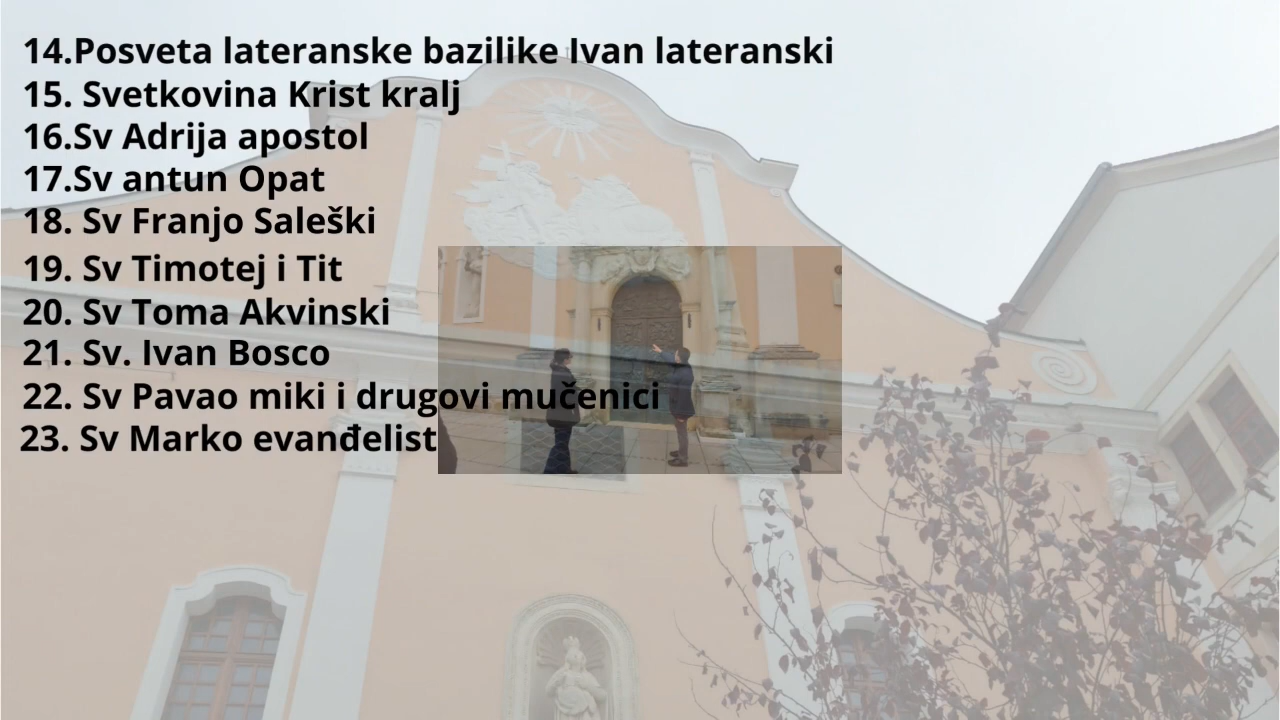 14.Posveta lateranske bazilike Ivan lateranski
15. Svetkovina Krist kralj
16.Sv Adrija apostol
17.Sv antun Opat
18. Sv Franjo Saleški
19. Sv Timotej i Tit
20. Sv Toma Akvinski
21. Sv. Ivan Bosco
22. Sv Pavao miki i drugovi mučenici
23. Sv Marko evanđelist